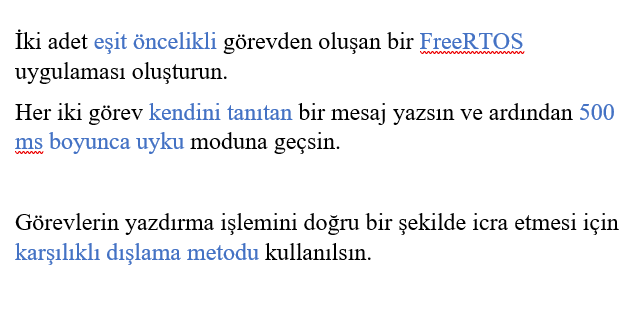 İki adet eşit öncelikli görevden oluşan bir FreeRTOS
uygulaması oluşturun.
Her iki görev kendini tanıtan bir mesaj yazsın ve ardından 500
ms boyunca uyku moduna geçsin.
Görevlerin yazdırma işlemini doğru bir şekilde icra etmesi için
karşılıklı dışlama metodu kullanılsın.